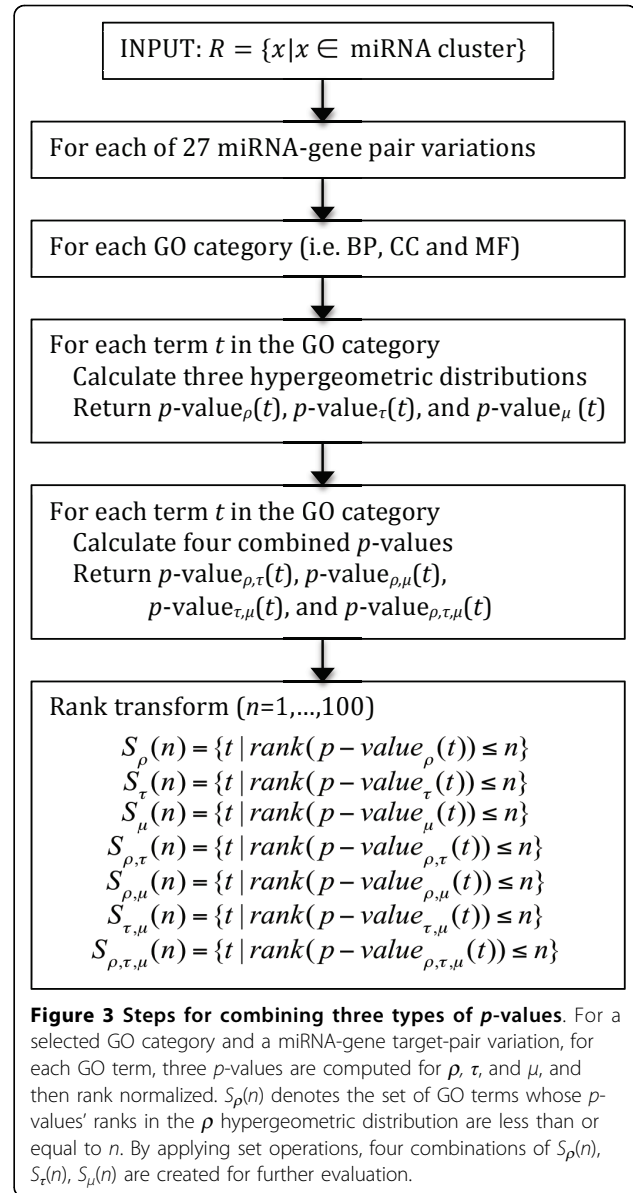 INPUT: R = {x|x ∈ miRNA cluster}
For each of 27 miRNA-gene pair variations
For each GO category (i.e. BP, CC and MF)
For each term t in the GO category
Calculate three hypergeometric distributions
Return p-valueρ(t), p-valueτ(t), and p-valueμ (t)
For each term t in the GO category
Calculate four combined p-values
Return p-valueρ,τ(t), p-valueρ,μ(t),
p-valueτ,μ(t), and p-valueρ,τ,μ(t)
Rank transform (n=1,...,100)
Sρ(n) = {t | rank(p − valueρ(t)) ≤ n}
Sτ(n) = {t | rank(p − valueτ(t)) ≤ n}
Sμ(n) = {t | rank(p − valueμ(t)) ≤ n}
Sρ,τ(n) = {t | rank(p − valueρ,τ(t)) ≤ n}
Sρ,μ(n) = {t | rank(p − valueρ,μ(t)) ≤ n}
Sτ,μ(n) = {t | rank(p − valueτ,μ(t)) ≤ n}
Sρ,τ,μ(n) = {t | rank(p − valueρ,τ,μ(t)) ≤ n}
Figure 3 Steps for combining three types of p-values. For a
selected GO category and a miRNA-gene target-pair variation, for
each GO term, three p-values are computed for ρ, τ, and μ, and
then rank normalized. Sρ(n) denotes the set of GO terms whose p-
values' ranks in the ρ hypergeometric distribution are less than or
equal to n. By applying set operations, four combinations of Sρ(n),
Sτ(n), Sμ(n) are created for further evaluation.